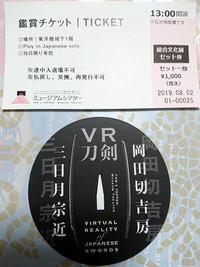 鑑賞チケット | TICKET
13:00開演
◎場所｜東洋館地下1階
◎Play in Japanese only
◎当日限り有効
※途中入退場不可
※払戻し、交換、再発行不可
ミュージアムシアター
総合文化展
セット券
セット一般
¥1,000
2019.08.02
01-00025
VR
刀剣
三日月宗近
岡田切吉房
VIRTUAL
REALITY
of
JAPANESE
SWORDS